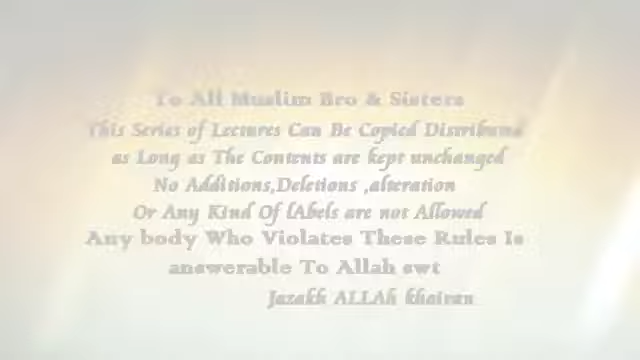 To All Muslim Bro & Sisters
This Series of Lectures Can Be Copied Distributed
as Long as The Contents are kept unchanged
No Additions,Deletions ,alteration
Or Any Kind Of lAbels are not Allowed
Any body Who Violates These Rules Is
answerable To Allah swt
Jazakh ALLAh khairan